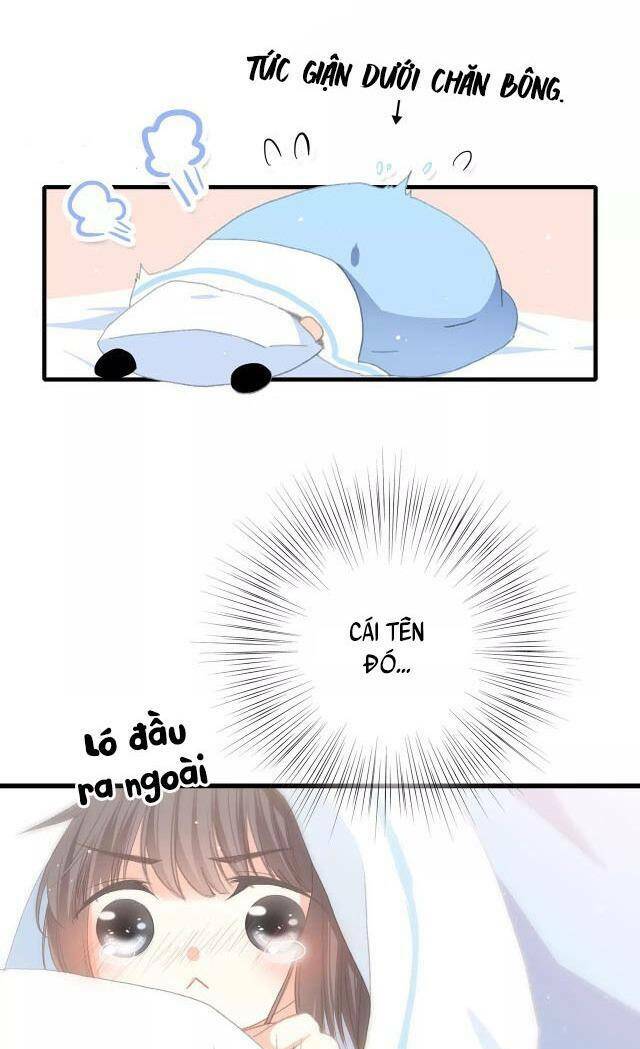 TỨC GIẬN DƯỚI CHĂN BÔNG.
CÁI TÊN
ĐÓ...
Ló đầu
ra ngoài